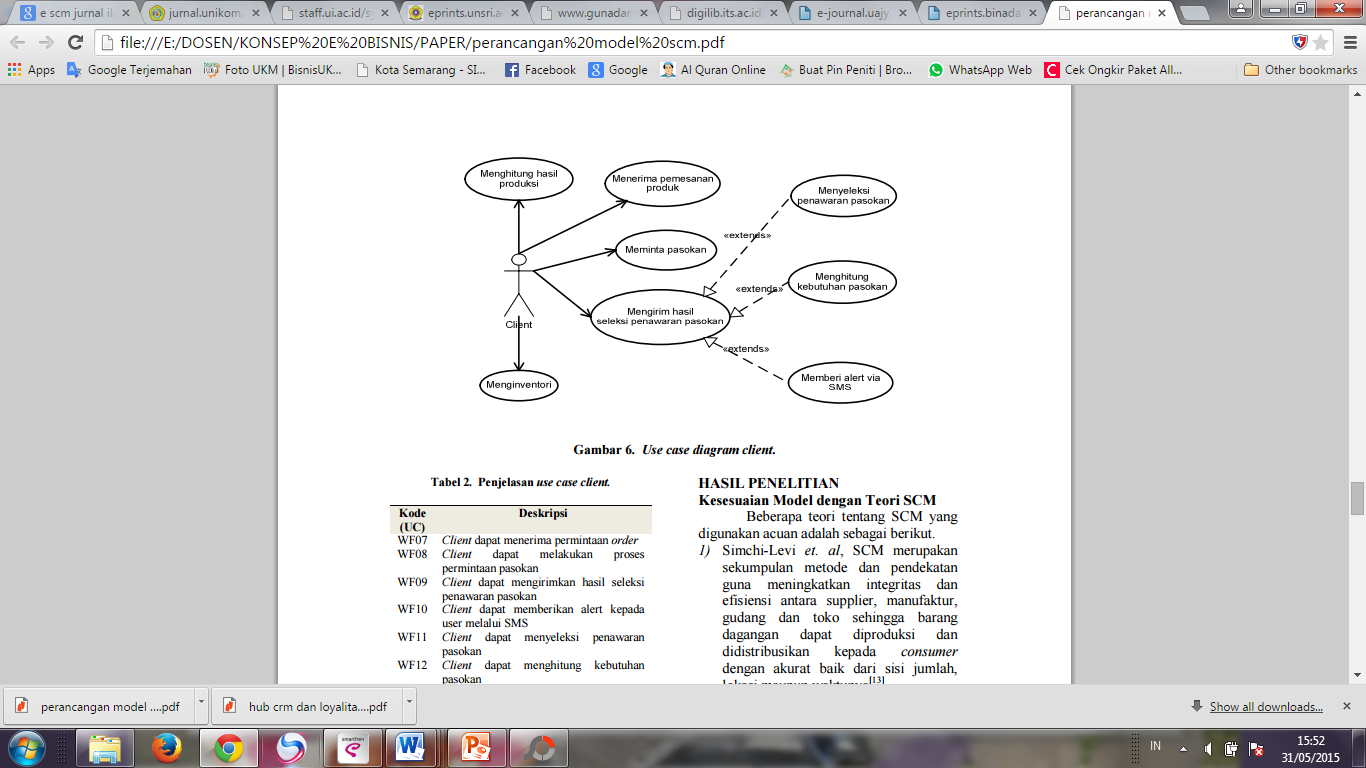 e scm jurnal il
jurnal.unikom.
staff.ui.ac.id/sy
eprints.unsri.a
www.gunadar
digilib.its.ac.id
e-journal.uajy.
eprints.binada
perancangan
file:///E:/DOSEN/KONSEP%20E%20BISNIS/PAPER/perancangan%20model%20scm.pdf
Apps
Google Terjemahan
Foto UKM | BisnisUK...
Kota Semarang - SI...
Facebook
Google
Al Quran Online
Buat Pin Peniti | Bro...
WhatsApp Web
Cek Ongkir Paket All...
Other bookmarks
Menghitung hasil
produksi
Menerima pemesanan
produk
Menyeleksi
penawaran pasokan
«extends»
Meminta pasokan
Menghitung
kebutuhan pasokan
«extends»
Mengirim hasil
seleksi penawaran pasokan
Client
«extends»
Memberi alert via
SMS
Menginventori
Gambar 6. Use case diagram client.
Tabel 2. Penjelasan use case client.
Kode
(UC)
Deskripsi
WF07 Client dapat menerima permintaan order
WF08 Client dapat melakukan proses
permintaan pasokan
WF09 Client dapat mengirimkan hasil seleksi
penawaran pasokan
WF10 Client dapat memberikan alert kepada
user melalui SMS
WF11 Client dapat menyeleksi penawaran
pasokan
WF12 Client dapat menghitung kebutuhan
pasokan
HASIL PENELITIAN
Kesesuaian Model dengan Teori SCM
Beberapa teori tentang SCM yang
digunakan acuan adalah sebagai berikut.
1) Simchi-Levi et. al, SCM merupakan
sekumpulan metode dan pendekatan
guna meningkatkan integritas dan
efisiensi antara supplier, manufaktur,
gudang dan toko sehingga barang
dagangan dapat diproduksi dan
didistribusikan kepada consumer
dengan akurat baik dari sisi jumlah,
[13]
perancangan model ....pdf
hub crm dan loyalita....pdf
Show all downloads...
smartfren
IN
15:52
31/05/2015